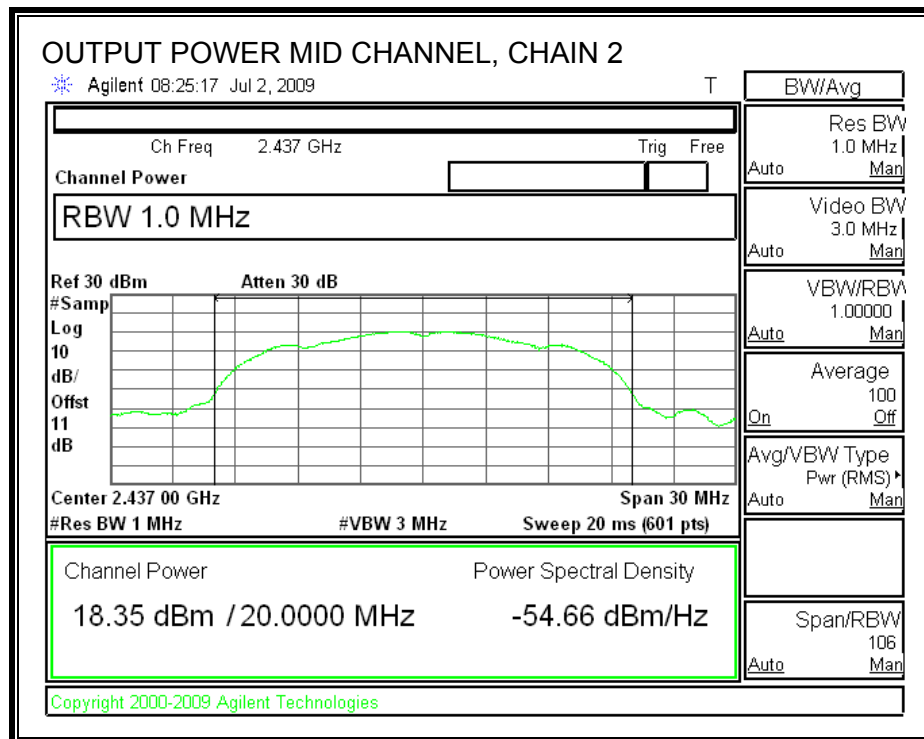 OUTPUT POWER MID CHANNEL, CHAIN 2
Agilent 08:25:17 Jul 2, 2009 T
Ch Freq 2.437 GHz Trig Free
Channel Power
RBW 1.0 MHz
Ref 30 dBm Atten 30 dB
#Samp
Log
10
dB/
Offst
11
dB
Center 2.437 00 GHz Span 30 MHz
#Res BW 1 MHz #VBW 3 MHz Sweep 20 ms (601 pts)
Channel Power Power Spectral Density
18.35 dBm / 20.0000 MHz -54.66 dBm/Hz
Copyright 2000-2009 Agilent Technologies
BW/Avg
Res BW
1.0 MHz
Auto Man
Video BW
3.0 MHz
Auto Man
VBW/RBW
1.00000
Auto Man
Average
100
On Off
Avg/VBW Type
Pwr (RMS)
Auto Man
Span/RBW
106
Auto Man